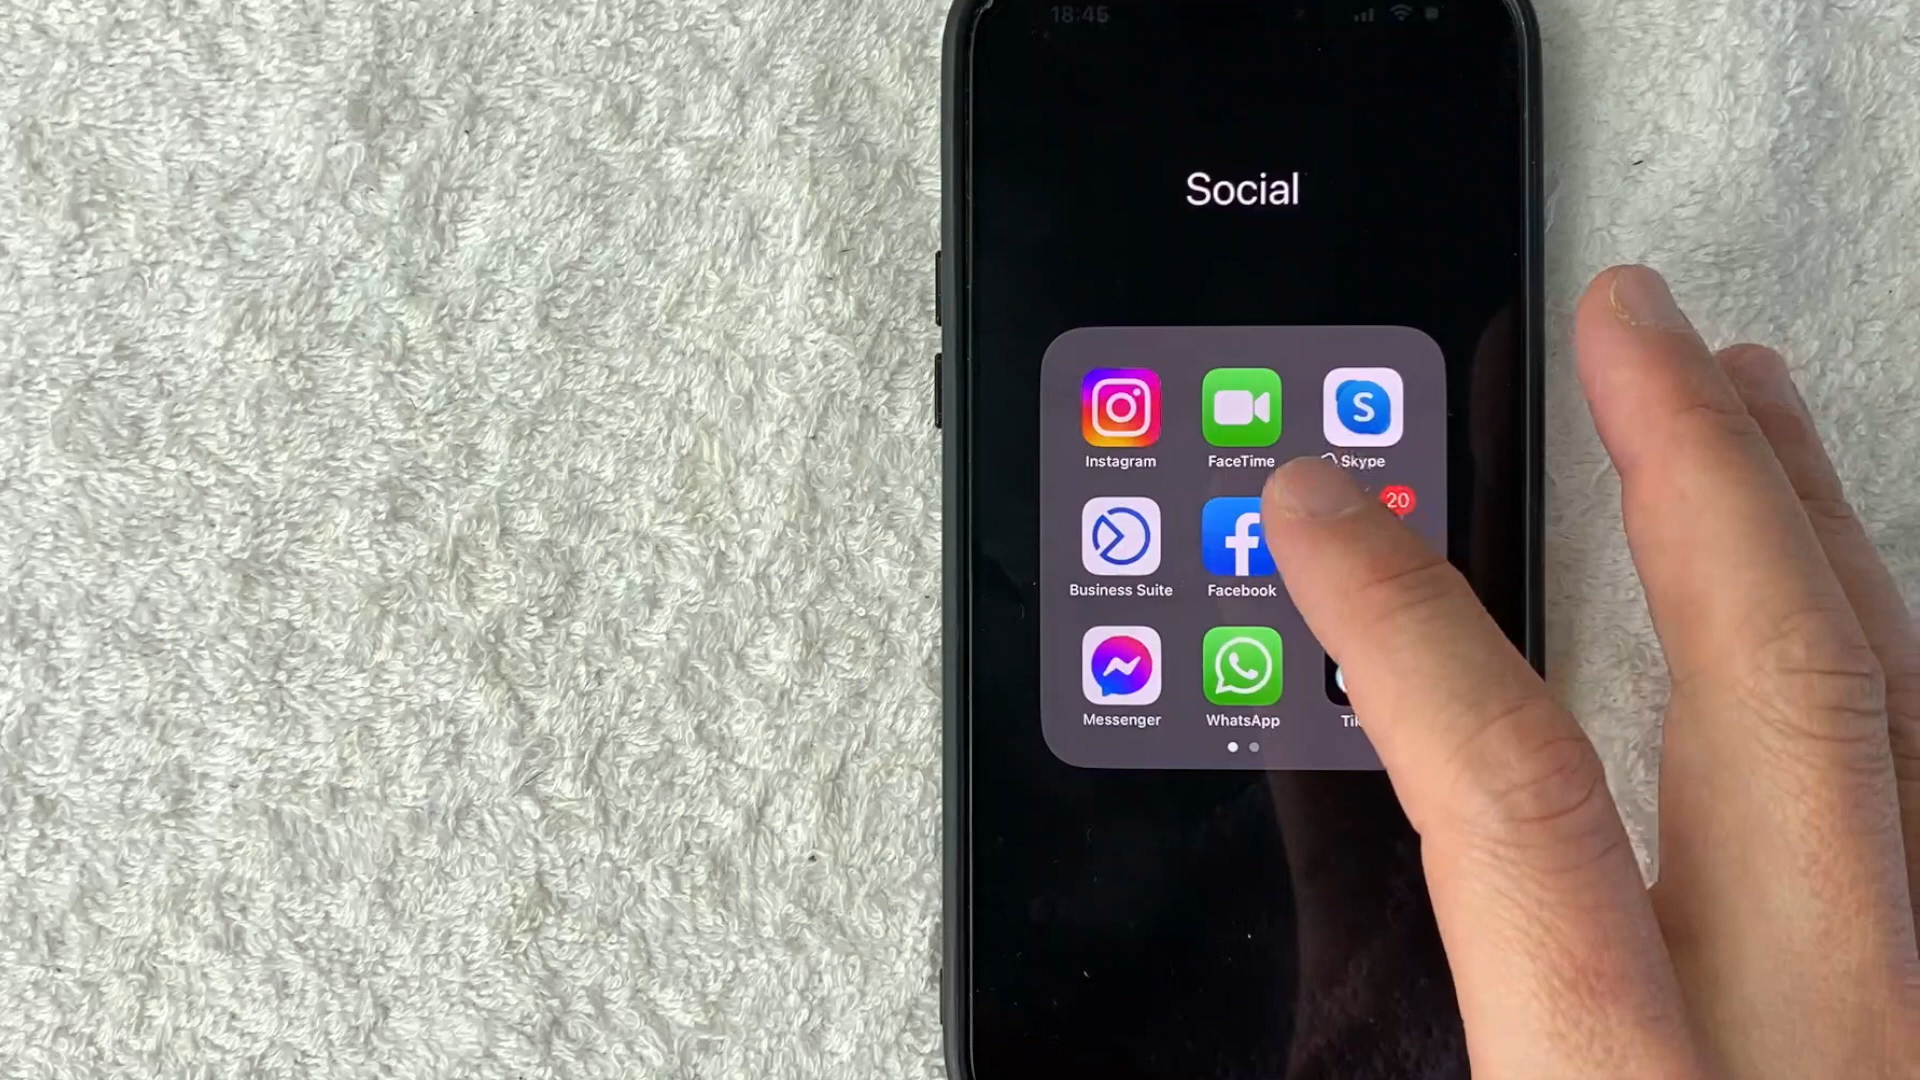 18:45
Social
Instagram FaceTime Skype
20
Business Suite Facebook
Messenger WhatsApp